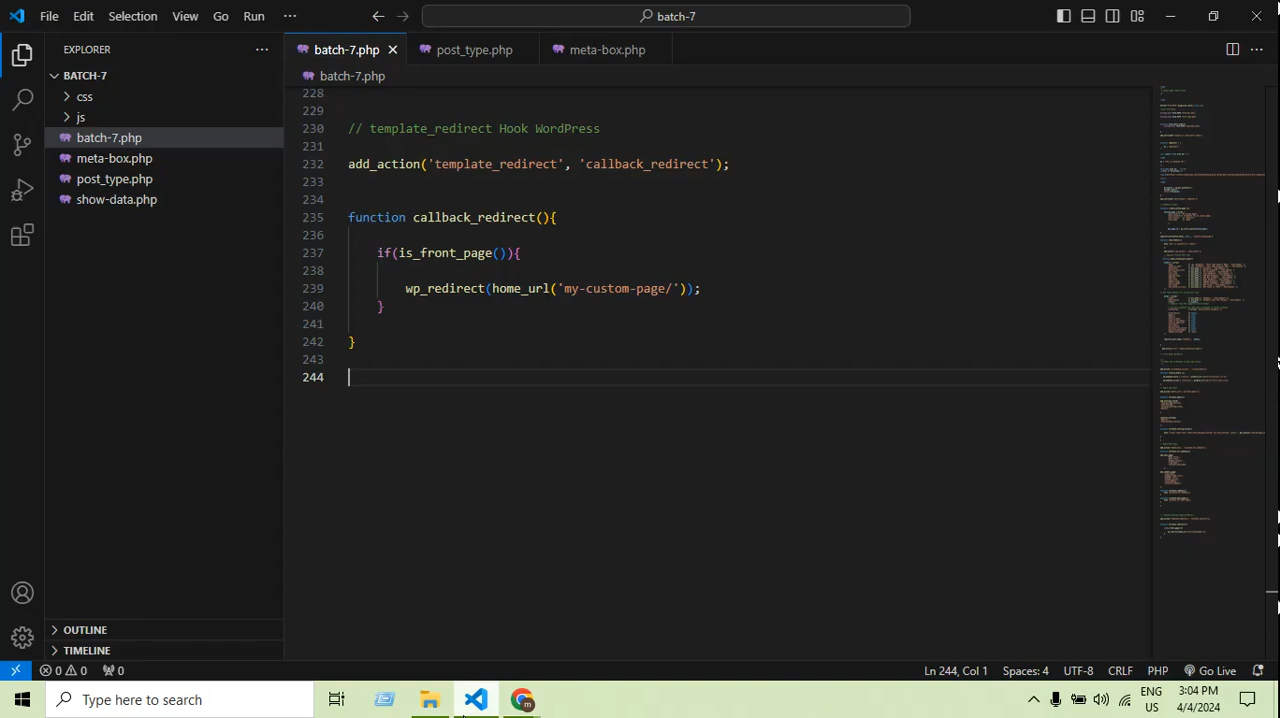 File Edit Selection View Go Run ··· batch-7
EXPLORER ···
BATCH-7
css
js
batch-7.php
meta-box.php
post_type.php
show-data.php
OUTLINE
TIMELINE
batch-7.php post_type.php meta-box.php ···
batch-7.php
228
229
230 // template_redirect Hook WordPress
231
232 add_action('template_redirect', 'callback_redirect');
233
234
235 function callback_redirect(){
236
237 if(is_front_page()){
238
239 wp_redirect(home_url('my-custom-page/'));
240 }
241
242 }
243
244
0 0 0 Ln 244, Col 1 Spaces: 4 UTF-8 CRLF PHP Go Live
Type here to search ENG 3:04 PM
US 4/4/2024